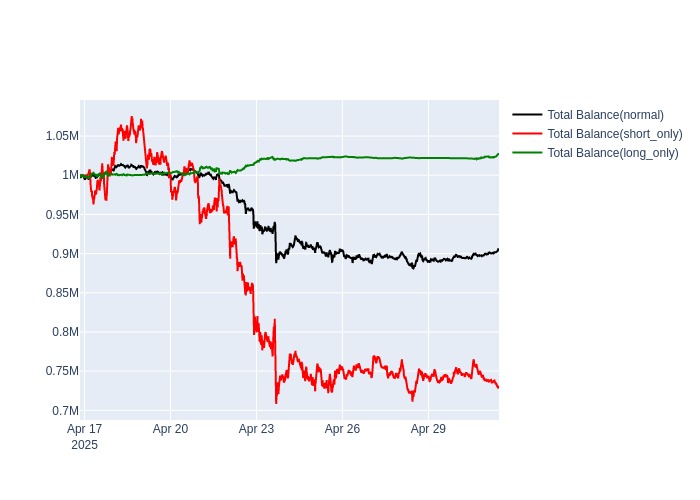 Total Balance(normal)
Total Balance(short_only)
Total Balance(long_only)
1.05M
1M
0.95M
0.9M
0.85M
0.8M
0.75M
0.7M
Apr 17
2025
Apr 20
Apr 23
Apr 26
Apr 29